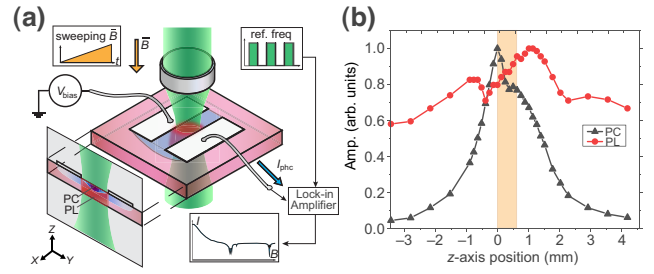 (a)
sweeping B̄
t
B̄
ref. freq
V_bias
I_phc
Lock-in
Amplifier
PC
PL
Z
X
Y
I
B
(b)
Amp. (arb. units)
1.0
0.8
0.6
0.4
0.2
0.0
PC
PL
-3 -2 -1 0 1 2 3 4
z-axis position (mm)